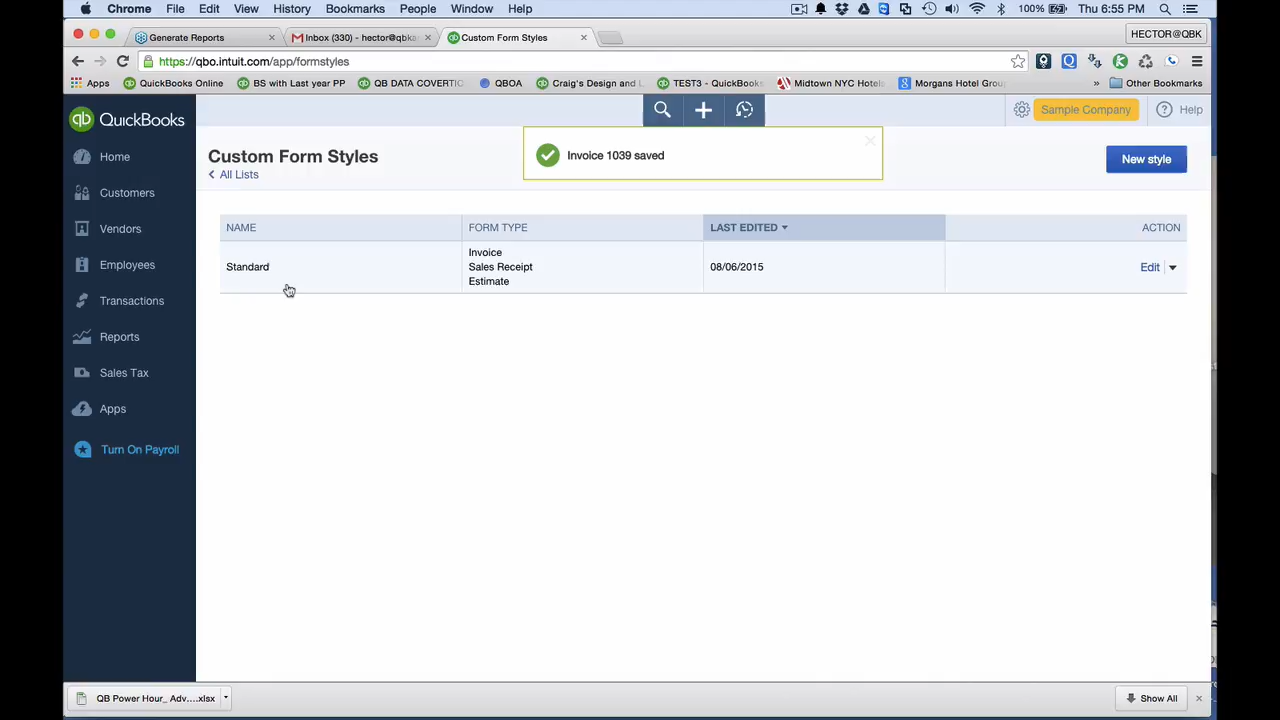 Chrome File Edit View History Bookmarks People Window Help 100% Thu 6:55 PM
Generate Reports Inbox (330) - hector@qbka Custom Form Styles HECTOR@QBK
https://qbo.intuit.com/app/formstyles
Apps QuickBooks Online BS with Last year PP QB DATA COVERTIC QBOA Craig's Design and L TEST3 - QuickBooks Midtown NYC Hotels Morgans Hotel Grou » Other Bookmarks
qb QuickBooks
Sample Company Help
Home
Customers
Vendors
Employees
Transactions
Reports
Sales Tax
Apps
Turn On Payroll
Custom Form Styles
All Lists
Invoice 1039 saved
New style
NAME FORM TYPE LAST EDITED ACTION
Standard Invoice 08/06/2015 Edit
Sales Receipt
Estimate
QB Power Hour_ Adv....xlsx Show All